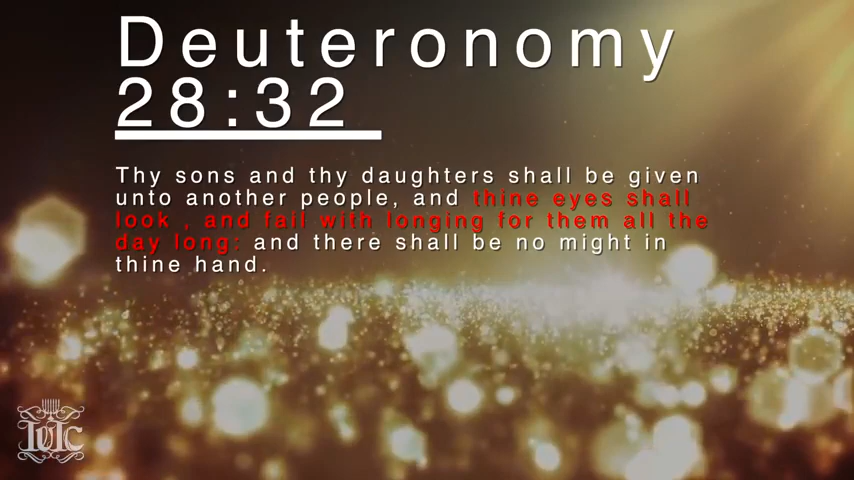 Deuteronomy
28:32
Thy sons and thy daughters shall be given
unto another people, and thine eyes shall
look , and fail with longing for them all the
day long: and there shall be no might in
thine hand.
IUIC